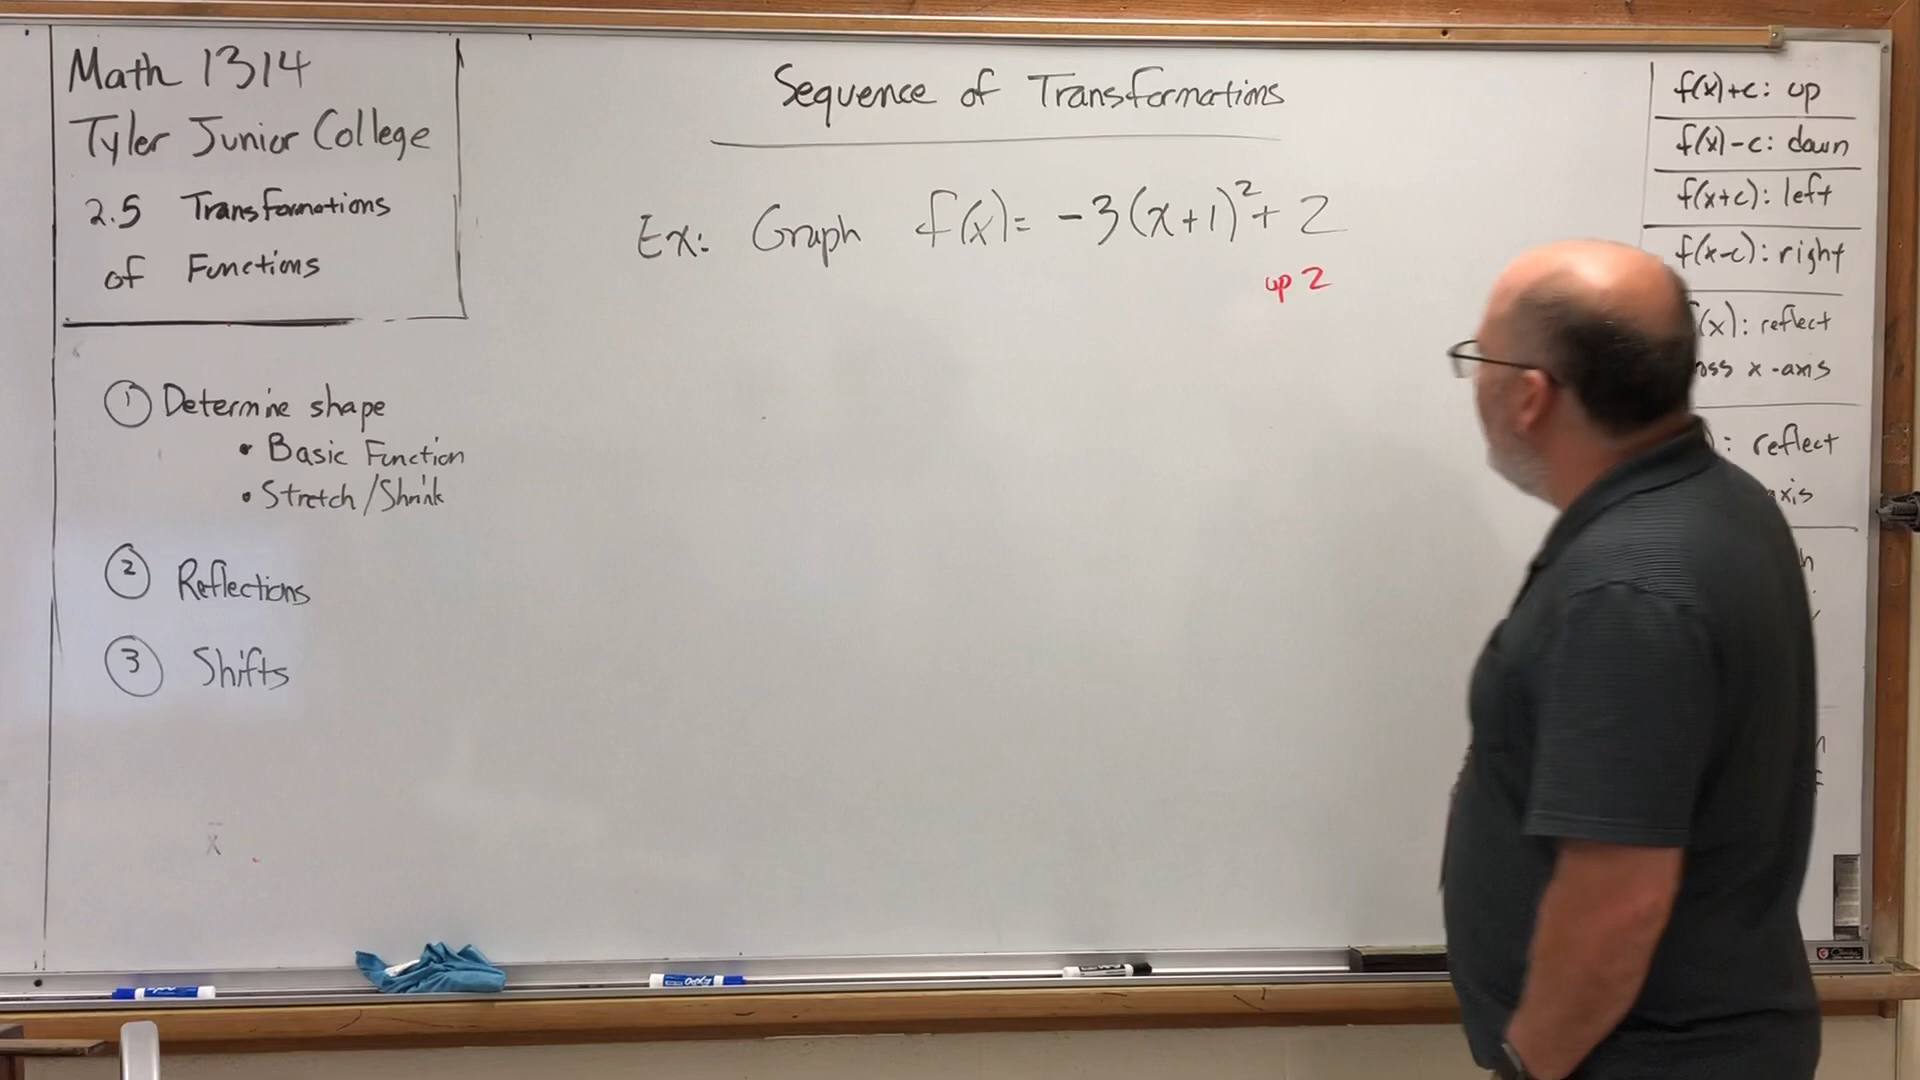 Math 1314
Tyler Junior College
2.5 Transformations
of Functions
① Determine shape
• Basic Function
• Stretch/Shrink
② Reflections
③ Shifts
x
Sequence of Transformations
Ex: Graph f(x) = -3(x+1)² + 2
up 2
f(x)+c: up
f(x)-c: down
f(x+c): left
f(x-c): right
(x): reflect
x-axis
: reflect
EXPO